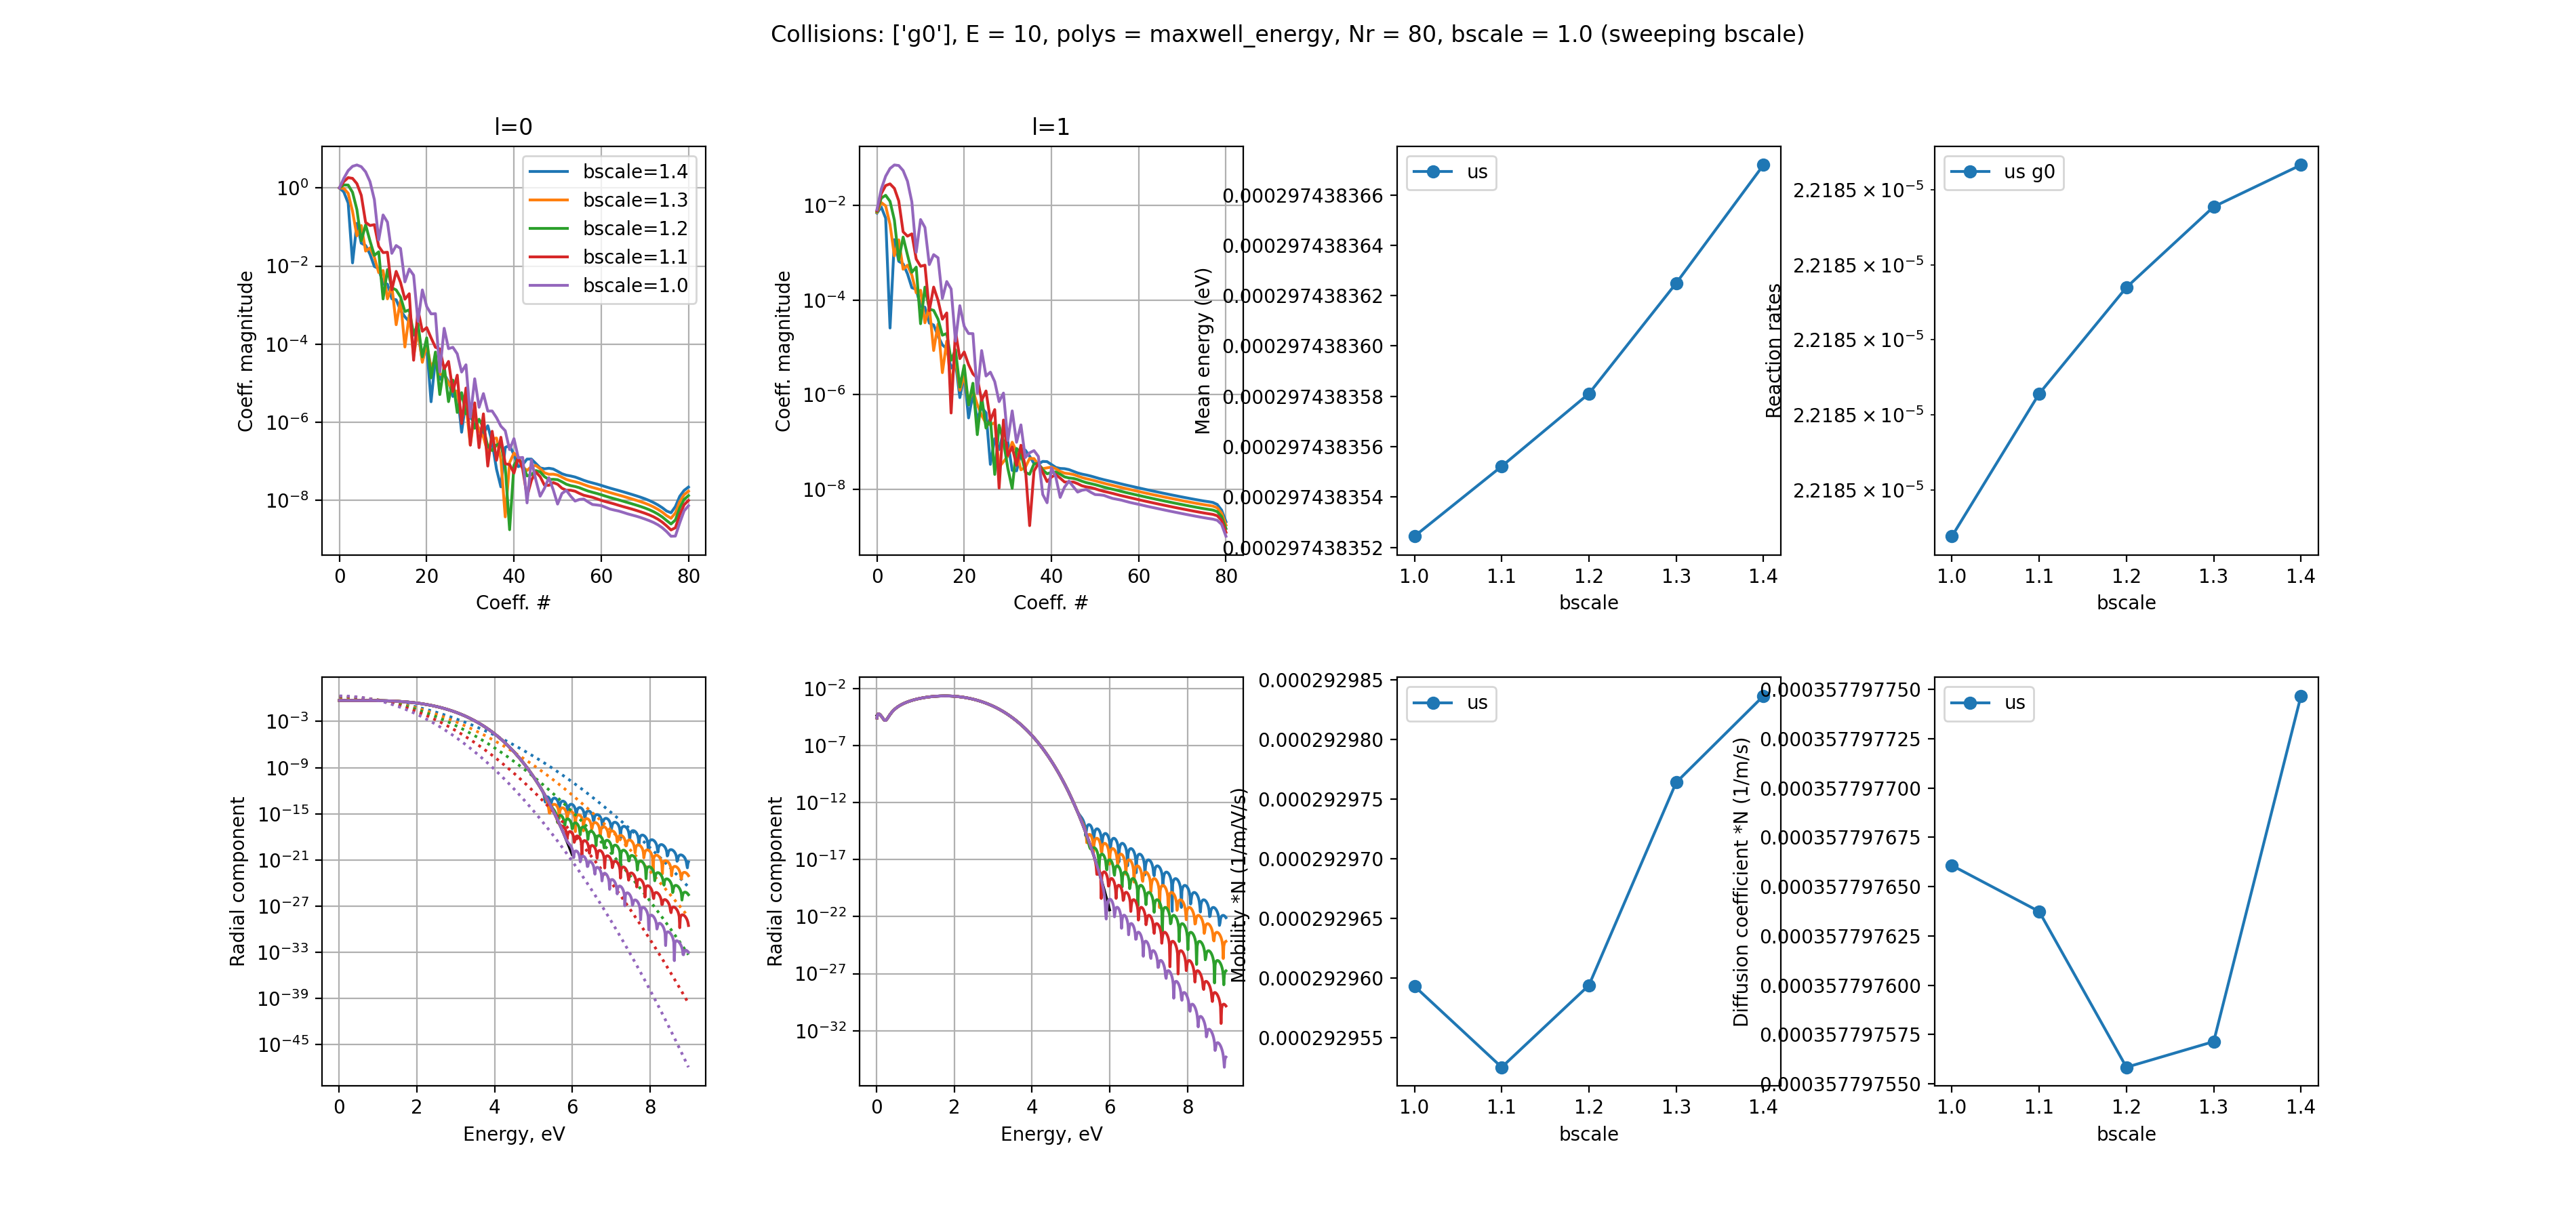 Collisions: ['g0'], E = 10, polys = maxwell_energy, Nr = 80, bscale = 1.0 (sweeping bscale)
l=0
Coeff. magnitude
10⁰
10⁻²
10⁻⁴
10⁻⁶
10⁻⁸
bscale=1.4
bscale=1.3
bscale=1.2
bscale=1.1
bscale=1.0
0 20 40 60 80
Coeff. #
l=1
Coeff. magnitude
10⁻²
10⁻⁴
10⁻⁶
10⁻⁸
0 20 40 60 80
Coeff. #
Mean energy (eV)
0.000297438366
0.000297438364
0.000297438362
0.000297438360
0.000297438358
0.000297438356
0.000297438354
0.000297438352
us
1.0 1.1 1.2 1.3 1.4
bscale
Reaction rates
2.2185 × 10⁻⁵
2.2185 × 10⁻⁵
2.2185 × 10⁻⁵
2.2185 × 10⁻⁵
2.2185 × 10⁻⁵
us g0
1.0 1.1 1.2 1.3 1.4
bscale
Radial component
10⁻³
10⁻⁹
10⁻¹⁵
10⁻²¹
10⁻²⁷
10⁻³³
10⁻³⁹
10⁻⁴⁵
0 2 4 6 8
Energy, eV
Radial component
10⁻²
10⁻⁷
10⁻¹²
10⁻¹⁷
10⁻²²
10⁻²⁷
10⁻³²
0 2 4 6 8
Energy, eV
Mobility *N (1/m/V/s)
0.000292985
0.000292980
0.000292975
0.000292970
0.000292965
0.000292960
0.000292955
us
1.0 1.1 1.2 1.3 1.4
bscale
Diffusion coefficient *N (1/m/s)
0.000357797750
0.000357797725
0.000357797700
0.000357797675
0.000357797650
0.000357797625
0.000357797600
0.000357797575
0.000357797550
us
1.0 1.1 1.2 1.3 1.4
bscale